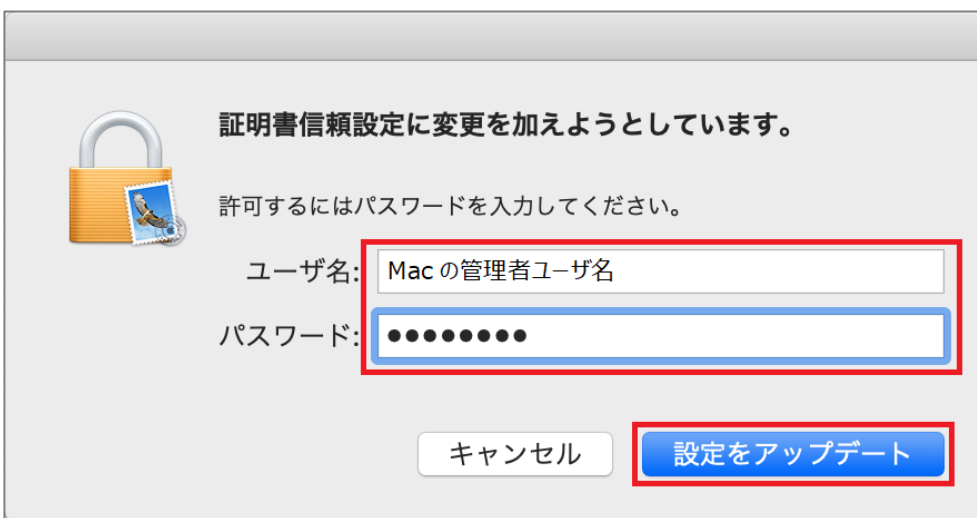 証明書信頼設定に変更を加えようとしています。
許可するにはパスワードを入力してください。
ユーザ名: Mac の管理者ユーザ名
パスワード: ●●●●●●●●
キャンセル 設定をアップデート